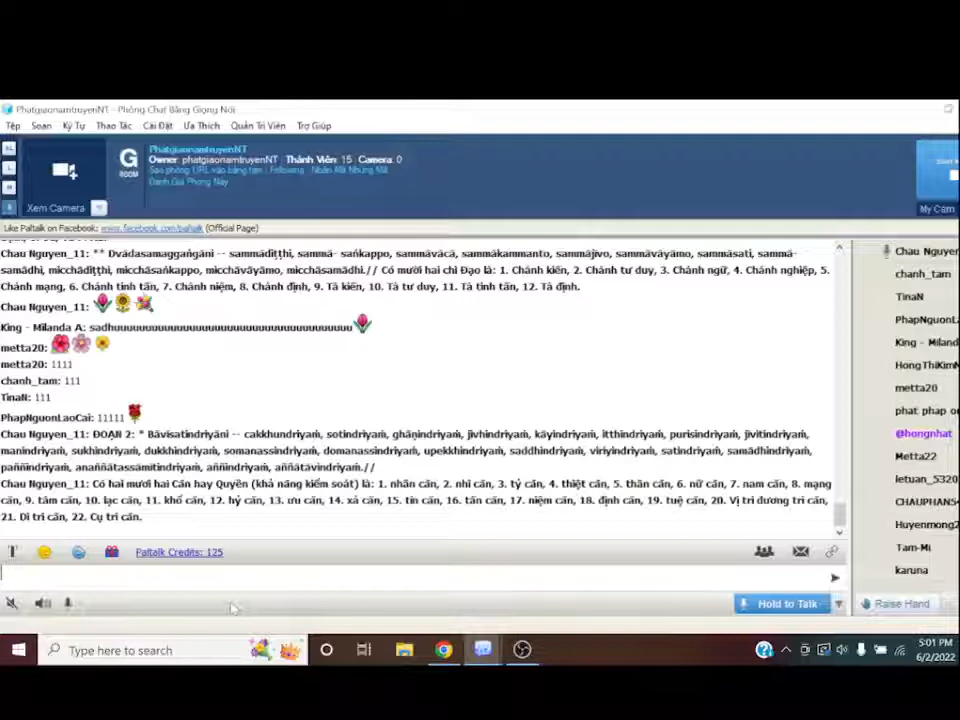 PhatgiaonamtruyenNT - Phòng Chat Bằng Giọng Nói
Tệp Soạn Ký Tự Thao Tác Cài Đặt Ưa Thích Quản Trị Viên Trợ Giúp
PhatgiaonamtruyenNT
Owner: phatgiaonamtruyenNT Thành Viên: 15 Camera: 0
G
ROOM
Xem Camera
My Cam
Like Paltalk on Facebook: www.facebook.com/paltalk (Official Page)
Chau Nguyen_11: ** Dvādasamaggaṅgāni -- sammādiṭṭhi, sammā- saṅkappo, sammāvācā, sammākammanto, sammājivo, sammāvāyāmo, sammāsati, sammā-
samādhi, micchādiṭṭhi, micchāsaṅkappo, micchāvāyāmo, micchāsamādhi.// Có mười hai chi Đạo là: 1. Chánh kiến, 2. Chánh tư duy, 3. Chánh ngữ, 4. Chánh nghiệp, 5.
Chánh mạng, 6. Chánh tinh tấn, 7. Chánh niệm, 8. Chánh định, 9. Tà kiến, 10. Tà tư duy, 11. Tà tinh tấn, 12. Tà định.
Chau Nguyen_11:
King - Milanda A: sadhuuuuuuuuuuuuuuuuuuuuuuuuuuuuuuuuuuuuuu
metta20:
metta20: 1111
chanh_tam: 111
TinaN: 111
PhapNguonLaoCai: 11111
Chau Nguyen_11: ĐOẠN 2: * Bāvīsatindriyāni -- cakkhundriyaṁ, sotindriyaṁ, ghānindriyaṁ, jivhindriyaṁ, kāyindriyaṁ, itthindriyaṁ, purisindriyaṁ, jīvitindriyaṁ,
manindriyaṁ, sukhindriyaṁ, dukkhindriyaṁ, somanassindriyaṁ, domanassindriyaṁ, upekkhindriyaṁ, saddhindriyaṁ, viriyindriyaṁ, satindriyaṁ, samādhindriyaṁ,
paññindriyaṁ, anaññātassāmītindriyaṁ, aññindriyaṁ, aññātāvindriyaṁ.//
Chau Nguyen_11: Có hai mươi hai Căn hay Quyền (khả năng kiểm soát) là: 1. nhãn căn, 2. nhĩ căn, 3. tỷ căn, 4. thiệt căn, 5. thân căn, 6. nữ căn, 7. nam căn, 8. mạng
căn, 9. tâm căn, 10. lạc căn, 11. khổ căn, 12. hỷ căn, 13. ưu căn, 14. xả căn, 15. tín căn, 16. tấn căn, 17. niệm căn, 18. định căn, 19. tuệ căn, 20. Vị tri đương tri căn,
21. Dĩ tri căn, 22. Cụ tri căn.
Chau Nguyen
chanh_tam
TinaN
PhapNguonLa
King - Miland
HongThiKimN
metta20
phat phap
@hongnhat
Metta22
letuan_5320
CHAUPHAN5
Huyenmong2
Tam-Mi
karuna
Paltalk Credits: 125
Hold to Talk
Raise Hand
Type here to search
5:01 PM
6/2/2022